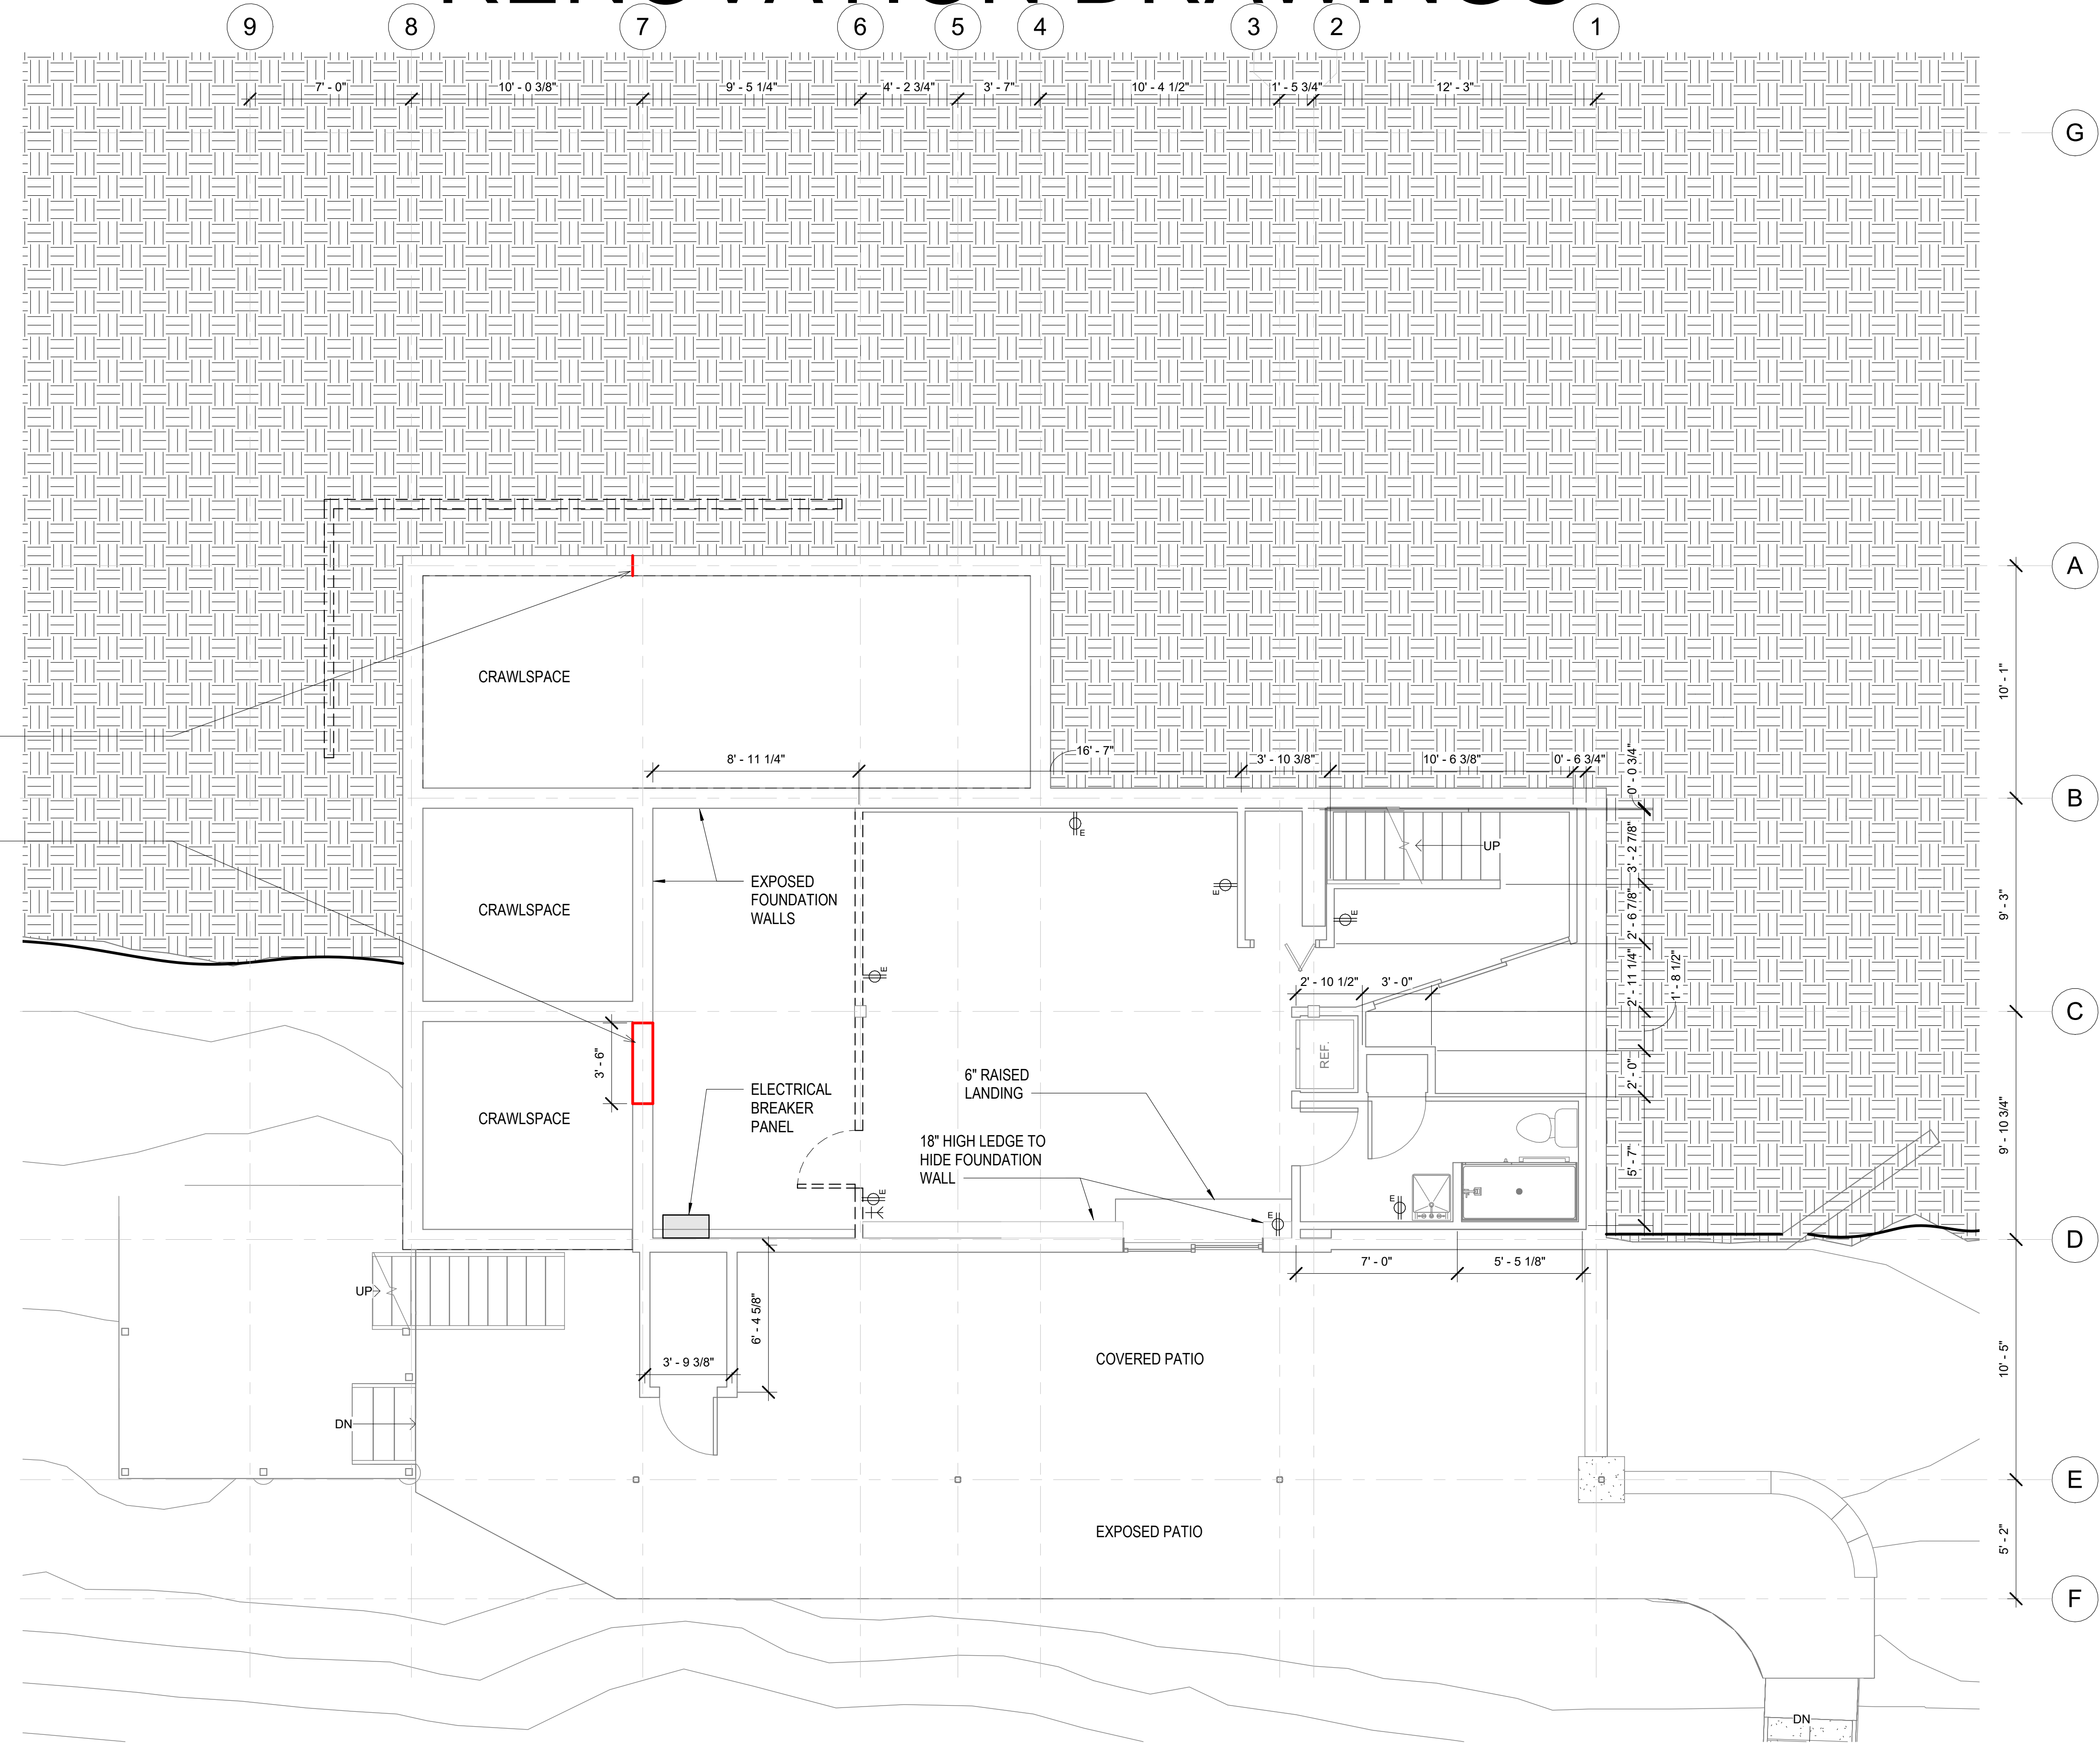 RENOVATION DRAWINGS
9
8
7
6
5
4
3
2
1
7' - 0"
10' - 0 3/8"
9' - 5 1/4"
4' - 2 3/4"
3' - 7"
10' - 4 1/2"
1' - 5 3/4"
12' - 3"
G
A
10' - 1"
CRAWLSPACE
8' - 11 1/4"
16' - 7"
3' - 10 3/8"
10' - 6 3/8"
0' - 6 3/4"
0' - 0 3/4"
B
E
UP
3' - 2 7/8"
EXPOSED
FOUNDATION
WALLS
CRAWLSPACE
E
E
2' - 6 7/8"
9' - 3"
E
2' - 10 1/2"
3' - 0"
2' - 11 1/4"
1' - 8 1/2"
C
3' - 6"
REF.
6" RAISED
LANDING
2' - 0"
ELECTRICAL
BREAKER
PANEL
CRAWLSPACE
18" HIGH LEDGE TO
HIDE FOUNDATION
WALL
9' - 10 3/4"
5' - 7"
E
E
E
D
7' - 0"
5' - 5 1/8"
UP
6' - 4 5/8"
3' - 9 3/8"
COVERED PATIO
10' - 5"
DN
E
EXPOSED PATIO
5' - 2"
F
DN